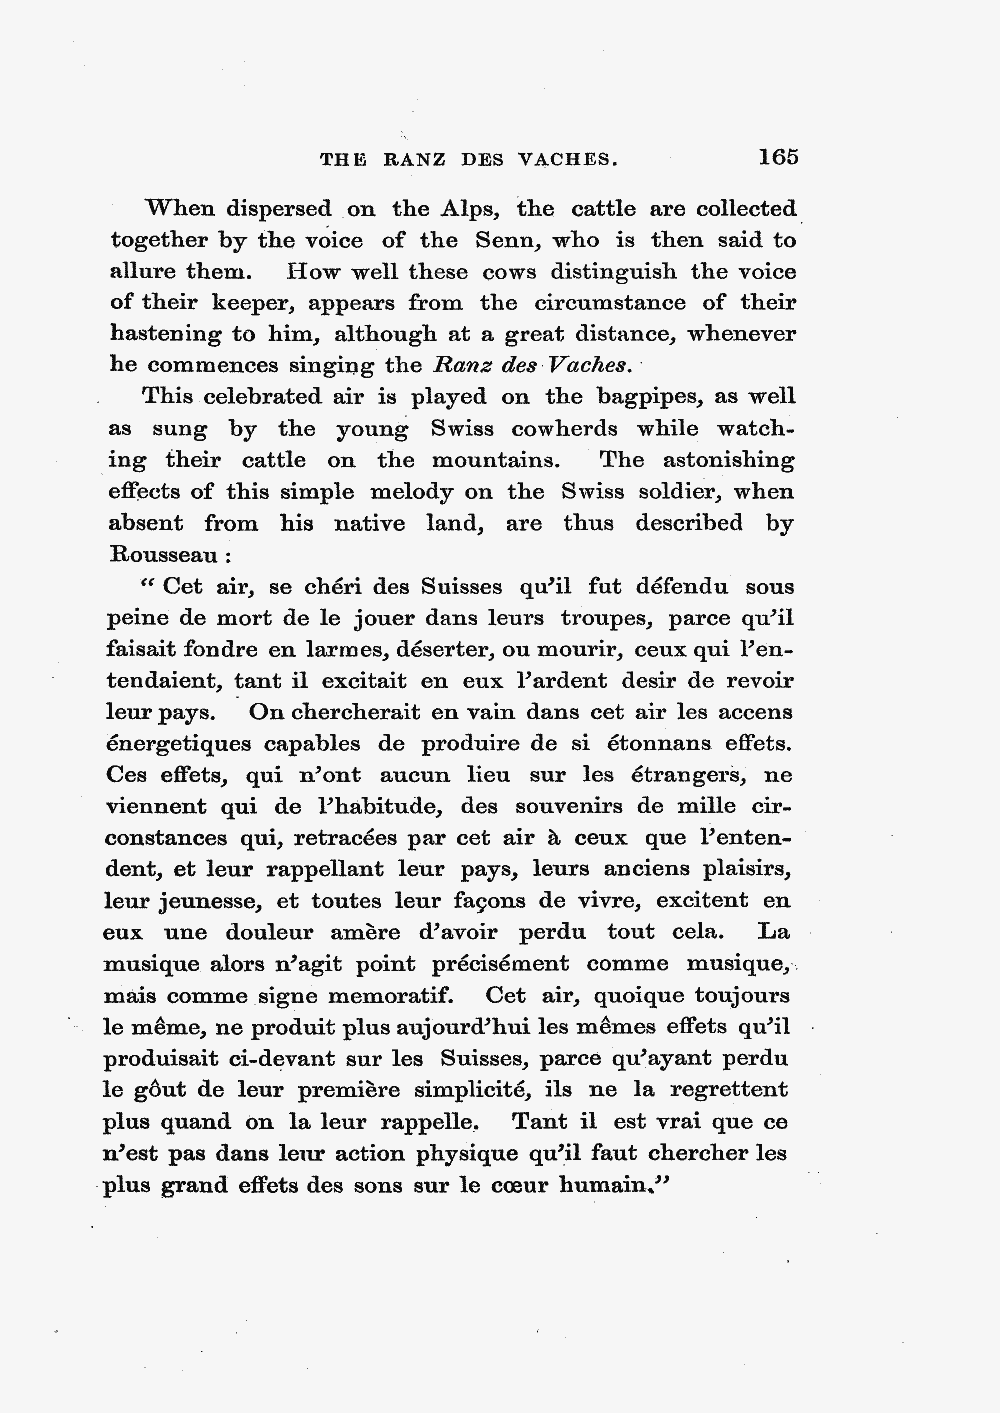 THE RANZ DES VACHES. 165
When dispersed on the Alps, the cattle are collected
together by the voice of the Senn, who is then said to
allure them. How well these cows distinguish the voice
of their keeper, appears from the circumstance of their
hastening to him, although at a great distance, whenever
he commences singing the Ranz des Vaches.
This celebrated air is played on the bagpipes, as well
as sung by the young Swiss cowherds while watch-
ing their cattle on the mountains. The astonishing
effects of this simple melody on the Swiss soldier, when
absent from his native land, are thus described by
Rousseau :
“ Cet air, se chéri des Suisses qu’il fut défendu sous
peine de mort de le jouer dans leurs troupes, parce qu’il
faisait fondre en larmes, déserter, ou mourir, ceux qui l’en-
tendaient, tant il excitait en eux l’ardent desir de revoir
leur pays. On chercherait en vain dans cet air les accens
énergetiques capables de produire de si étonnans effets.
Ces effets, qui n’ont aucun lieu sur les étrangers, ne
viennent qui de l’habitude, des souvenirs de mille cir-
constances qui, retracées par cet air à ceux que l’enten-
dent, et leur rappellant leur pays, leurs anciens plaisirs,
leur jeunesse, et toutes leur façons de vivre, excitent en
eux une douleur amère d’avoir perdu tout cela. La
musique alors n’agit point précisément comme musique,
mais comme signe memoratif. Cet air, quoique toujours
le même, ne produit plus aujourd’hui les mêmes effets qu’il
produisait ci-devant sur les Suisses, parce qu’ayant perdu
le gôut de leur première simplicité, ils ne la regrettent
plus quand on la leur rappelle. Tant il est vrai que ce
n’est pas dans leur action physique qu’il faut chercher les
plus grand effets des sons sur le cœur humain.”